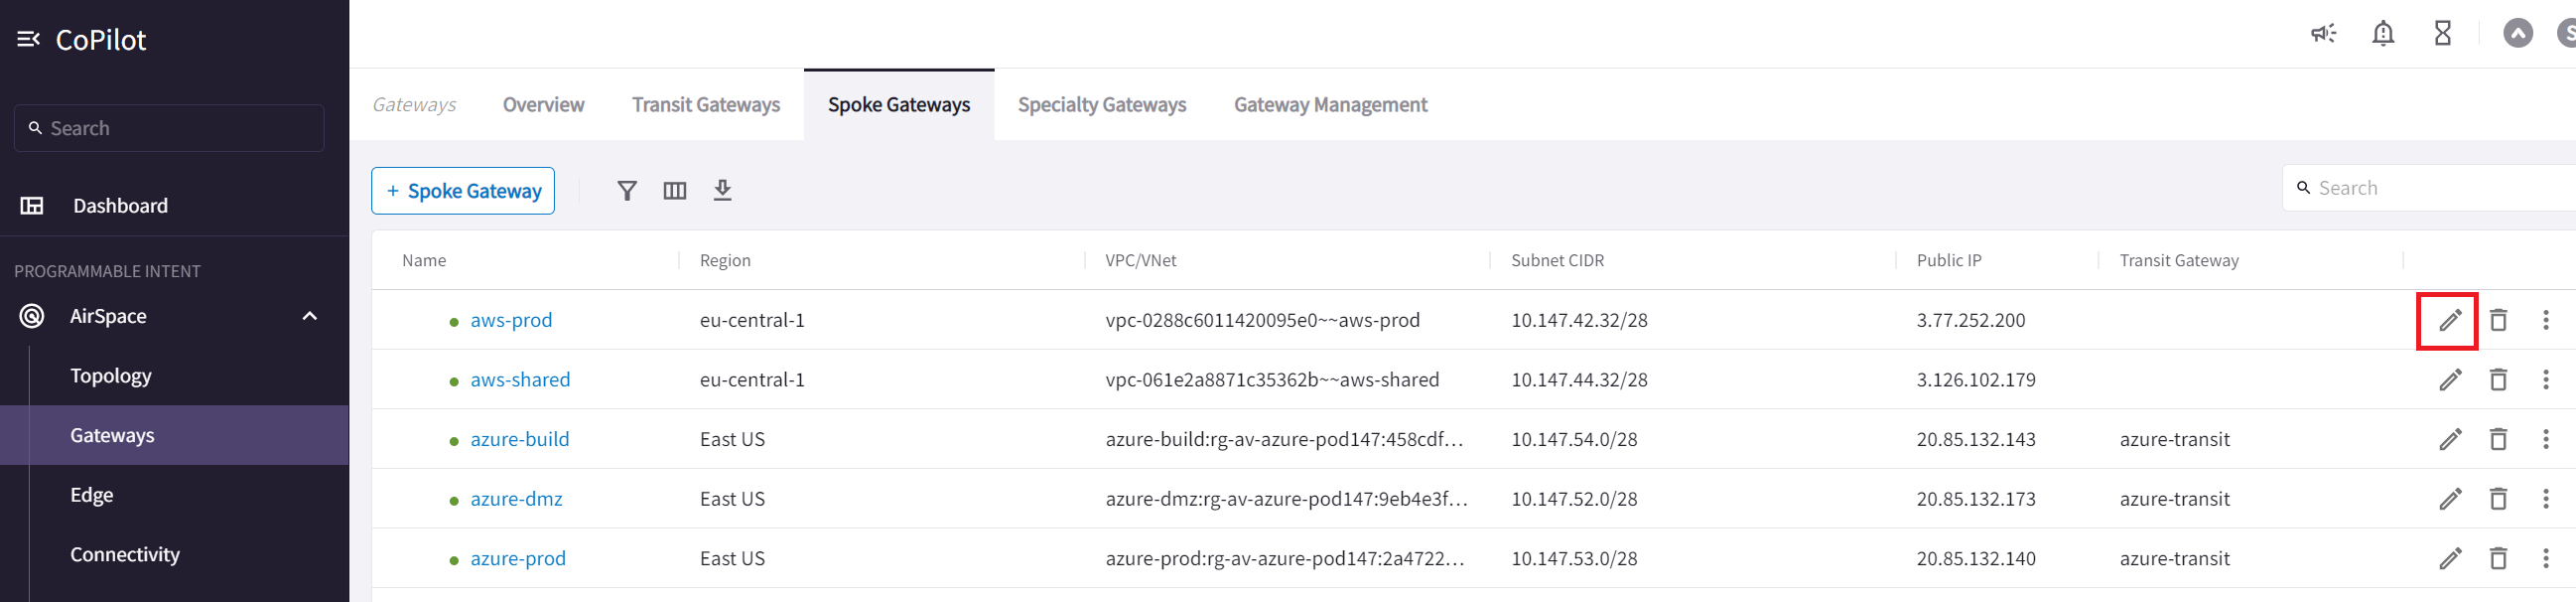 CoPilot
Search
Dashboard
PROGRAMMABLE INTENT
AirSpace
Topology
Gateways
Edge
Connectivity
Gateways Overview Transit Gateways Spoke Gateways Specialty Gateways Gateway Management
+ Spoke Gateway
Search
Name Region VPC/VNet Subnet CIDR Public IP Transit Gateway
aws-prod eu-central-1 vpc-0288c6011420095e0~~aws-prod 10.147.42.32/28 3.77.252.200
aws-shared eu-central-1 vpc-061e2a8871c35362b~~aws-shared 10.147.44.32/28 3.126.102.179
azure-build East US azure-build:rg-av-azure-pod147:458cdf... 10.147.54.0/28 20.85.132.143 azure-transit
azure-dmz East US azure-dmz:rg-av-azure-pod147:9eb4e3f... 10.147.52.0/28 20.85.132.173 azure-transit
azure-prod East US azure-prod:rg-av-azure-pod147:2a4722... 10.147.53.0/28 20.85.132.140 azure-transit